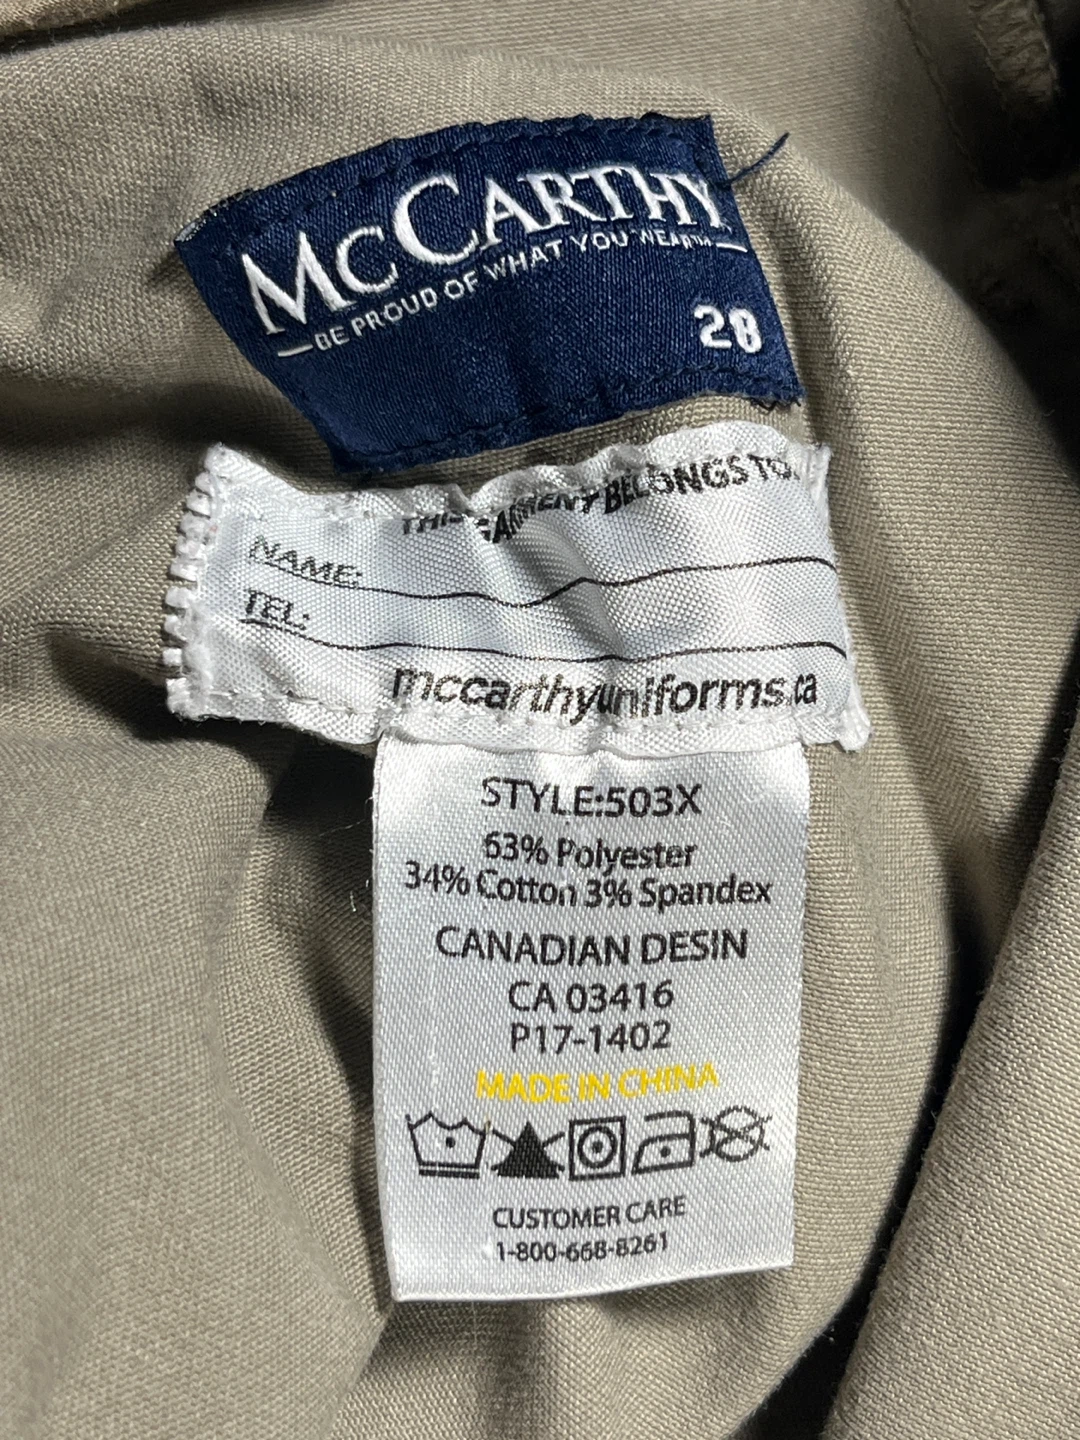 McCARTHY
BE PROUD OF WHAT YOU WEAR™
28
THIS GARMENT BELONGS TO:
NAME:
TEL:
mccarthyuniforms.ca
STYLE:503X
63% Polyester
34% Cotton 3% Spandex
CANADIAN DESIN
CA 03416
P17-1402
MADE IN CHINA
CUSTOMER CARE
1-800-668-8261